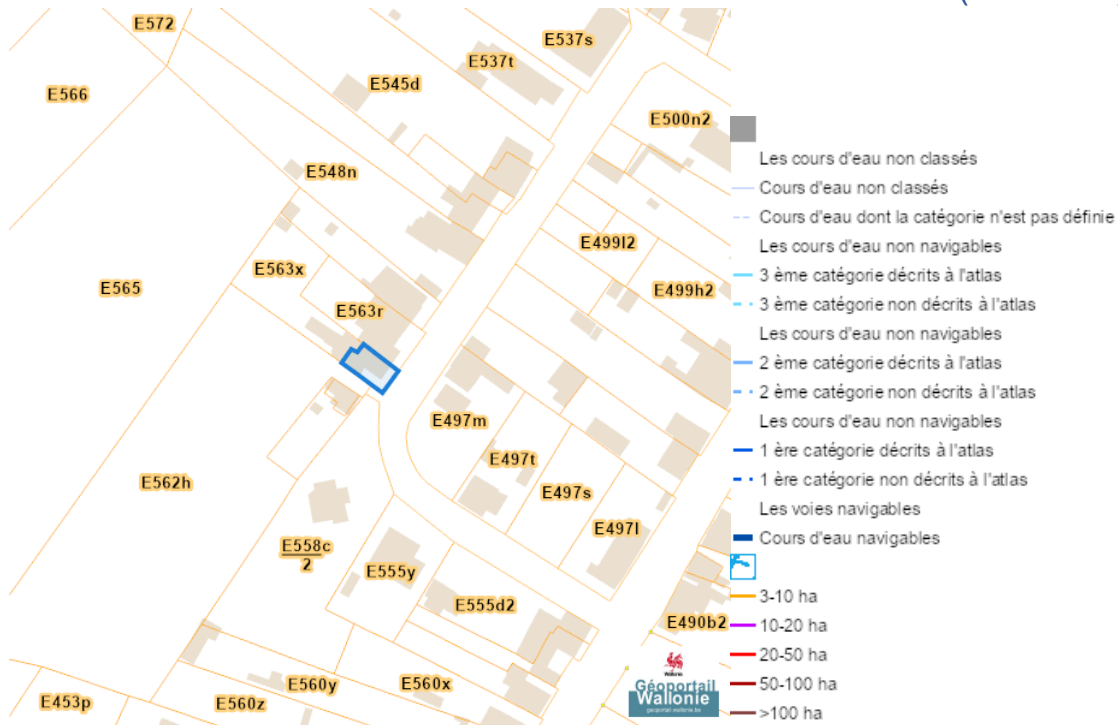 (
E572
E537s
E537t
E566
E545d
E500n2
E548n
E499l2
E563x
E565
E499h2
E563r
E497m
E497t
E562h
E497s
E497l
E558c
2
E555y
E555d2
E490b2
E560y
E560x
E453p
E560z
Wallonie
Géoportail
Wallonie
geoportail.wallonie.be
Les cours d'eau non classés
Cours d'eau non classés
Cours d'eau dont la catégorie n'est pas définie
Les cours d'eau non navigables
3 ème catégorie décrits à l'atlas
3 ème catégorie non décrits à l'atlas
Les cours d'eau non navigables
2 ème catégorie décrits à l'atlas
2 ème catégorie non décrits à l'atlas
Les cours d'eau non navigables
1 ère catégorie décrits à l'atlas
1 ère catégorie non décrits à l'atlas
Les voies navigables
Cours d'eau navigables
3-10 ha
10-20 ha
20-50 ha
50-100 ha
>100 ha